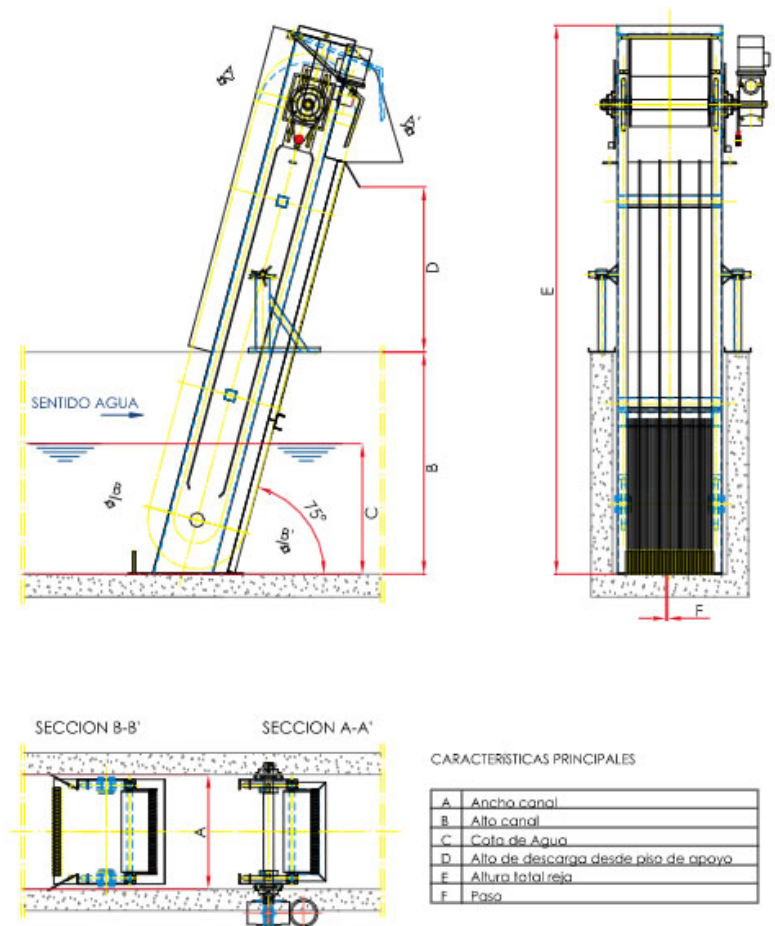 A
A'
D
E
SENTIDO AGUA
B
C
B
75°
B'
F
SECCION B-B'
SECCION A-A'
A
CARACTERÍSTICAS PRINCIPALES
A Ancho canal
B Alto canal
C Cota de Agua
D Alto de descarga desde piso de apoyo
E Altura total reja
F Paso